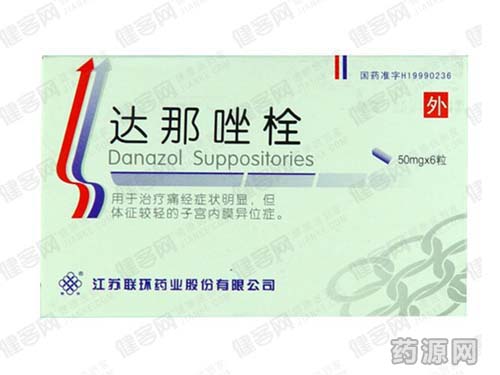 国药准字H19990236
外
达那唑栓
Danazol Suppositories
50mgx6粒
用于治疗痛经症状明显，但
体征较轻的子宫内膜异位症。
江苏联环药业股份有限公司
药源网
健客网